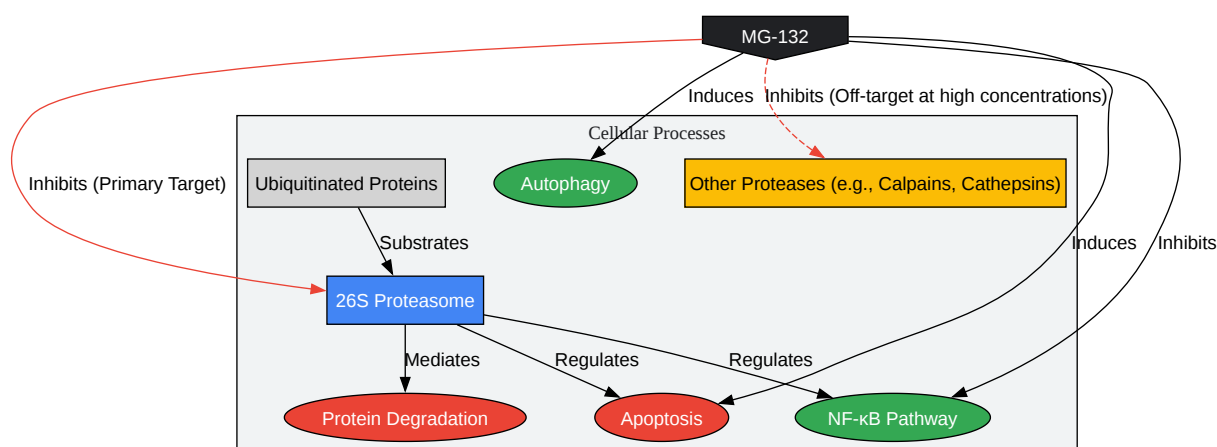 MG-132
Induces
Inhibits (Off-target at high concentrations)
Cellular Processes
Inhibits (Primary Target)
Ubiquitinated Proteins
Autophagy
Other Proteases (e.g., Calpains, Cathepsins)
Substrates
Induces
Inhibits
26S Proteasome
Mediates
Regulates
Regulates
Protein Degradation
Apoptosis
NF-κB Pathway